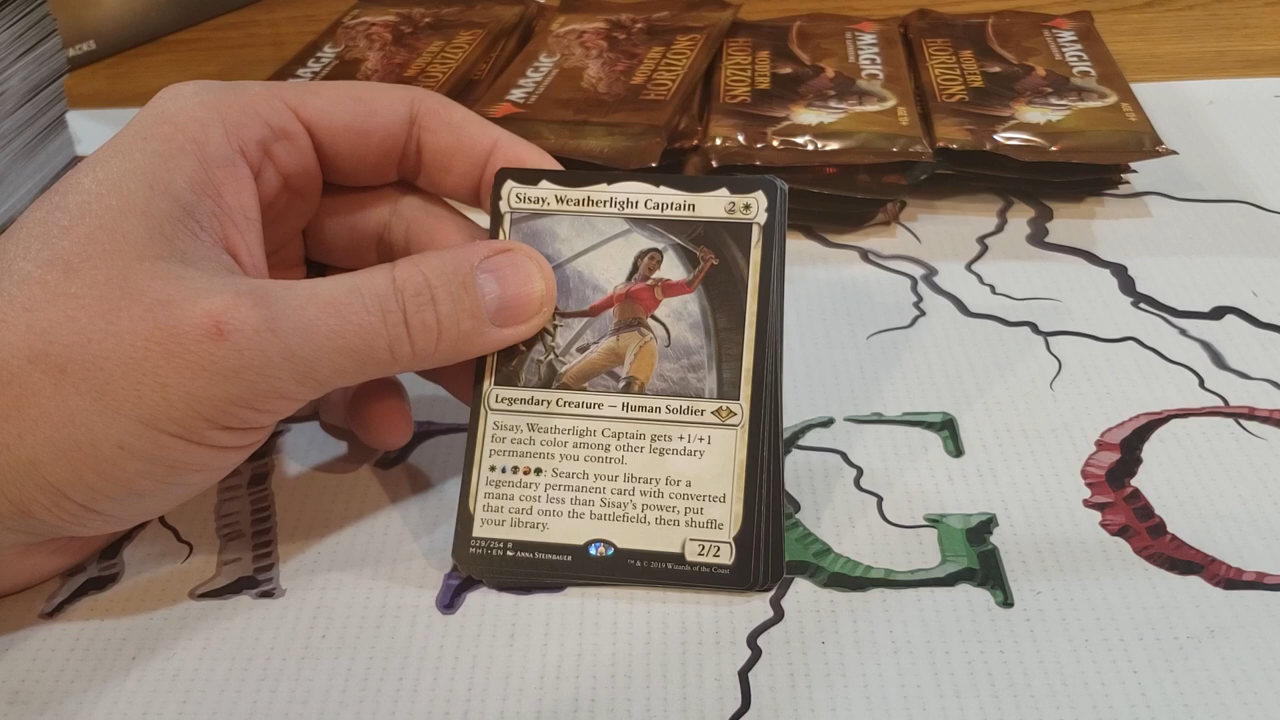 PACKS
MAGIC
MODERN
HORIZONS
MAGIC
MODERN
HORIZONS
MAGIC
MODERN
HORIZONS
MAGIC
MODERN
HORIZONS
Sisay, Weatherlight Captain 2
Legendary Creature — Human Soldier
Sisay, Weatherlight Captain gets +1/+1
for each color among other legendary
permanents you control.
: Search your library for a
legendary permanent card with converted
mana cost less than Sisay's power, put
that card onto the battlefield, then shuffle
your library.
2/2
029/254 R
MH1 • EN ANNA STEINBAUER
™ & © 2019 Wizards of the Coast
G